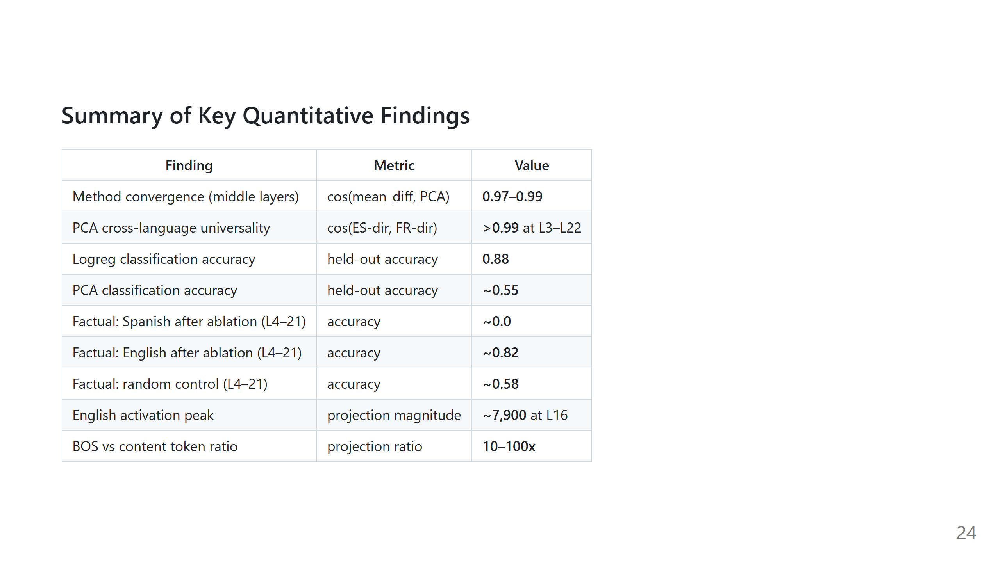 Summary of Key Quantitative Findings
Finding Metric Value
Method convergence (middle layers) cos(mean_diff, PCA) 0.97–0.99
PCA cross-language universality cos(ES-dir, FR-dir) >0.99 at L3–L22
Logreg classification accuracy held-out accuracy 0.88
PCA classification accuracy held-out accuracy ~0.55
Factual: Spanish after ablation (L4–21) accuracy ~0.0
Factual: English after ablation (L4–21) accuracy ~0.82
Factual: random control (L4–21) accuracy ~0.58
English activation peak projection magnitude ~7,900 at L16
BOS vs content token ratio projection ratio 10–100x
24